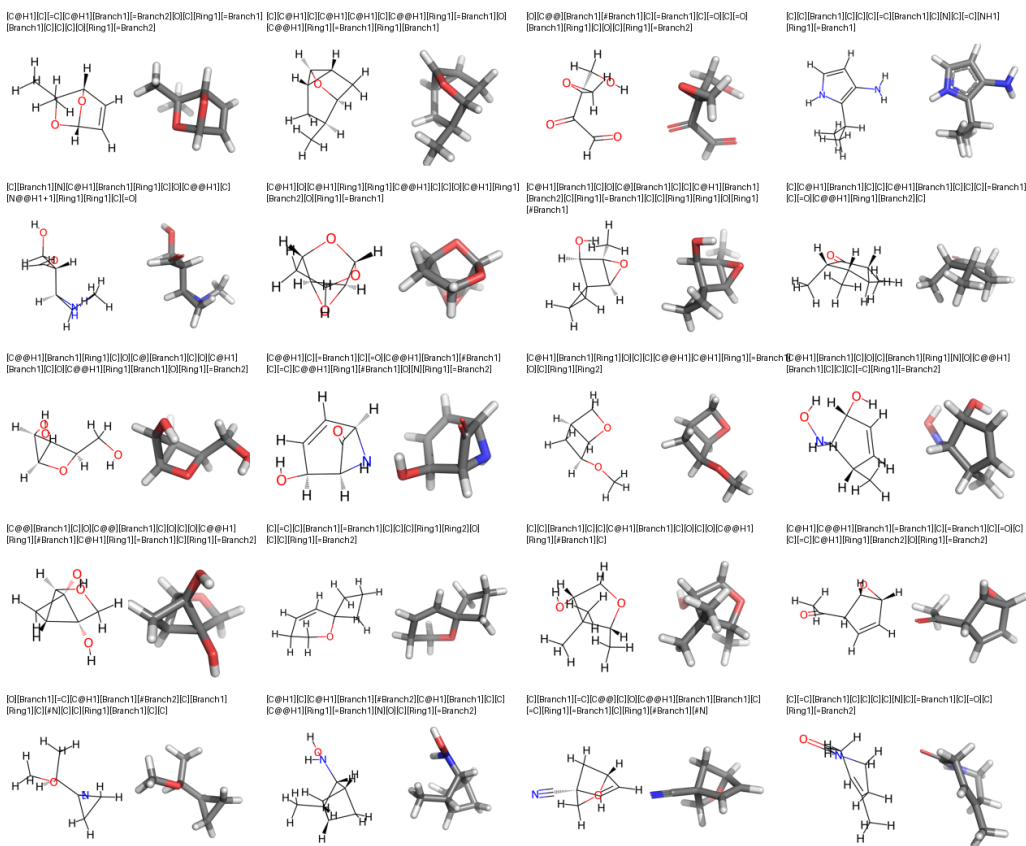 [C@H1][C][=C][C@H1][Branch1][=Branch2][O][C][Ring1][=Branch1]
[Branch1][C][C][C][O][Ring1][=Branch2]
[C][C@H1][C][C@H1][C@H1][C][C@@H1][Ring1][=Branch1][O]
[C@@H1][Ring1][=Branch1][Ring1][Branch1]
[O][C@@][Branch1][#Branch1][C][=Branch1][C][=O][C][=O]
[Branch1][Ring1][C][O][C][Ring1][=Branch2]
[C][C][Branch1][C][C][C][=C][Branch1][C][N][C][=C][NH1]
[Ring1][=Branch1]
[C][Branch1][N][C@H1][Branch1][Ring1][C][O][C@@H1][C]
[N@@H1+1][Ring1][Ring1][C][=O]
[C@H1][O][C@H1][Ring1][Ring1][C@@H1][C][C][O][C@H1][Ring1]
[Branch2][O][Ring1][=Branch1]
[C@H1][Branch1][C][O][C@][Branch1][C][C][C@H1][Branch1]
[Branch2][C][Ring1][=Branch1][C][C][Ring1][Ring1][O][Ring1]
[#Branch1]
[C][C@H1][Branch1][C][C][C@H1][Branch1][C][C][C][=Branch1]
[C][=O][C@@H1][Ring1][Branch2][C]
[C@@H1][Branch1][Ring1][C][O][C@][Branch1][C][O][C@H1]
[Branch1][C][O][C@@H1][Ring1][Branch1][O][Ring1][=Branch2]
[C@@H1][C][=Branch1][C][=O][C@@H1][Branch1][#Branch1]
[C][=C][C@@H1][Ring1][#Branch1][O][N][Ring1][=Branch2]
[C@H1][Branch1][Ring1][O][C][C][C@@H1][C@H1][Ring1][=Branch1]
[O][C][Ring1][Ring2]
[C@H1][Branch1][C][O][C][Branch1][Ring1][N][O][C@@H1]
[Branch1][C][C][C][=C][Ring1][=Branch2]
[C@@][Branch1][C][O][C@@][Branch1][C][O][C][O][C@@H1]
[Ring1][#Branch1][C@H1][Ring1][=Branch1][C][Ring1][=Branch2]
[C][=C][C][Branch1][=Branch1][C][C][C][Ring1][Ring2][O]
[C][C][Ring1][=Branch2]
[C][C][Branch1][C][C][C@H1][Branch1][C][O][C][O][C@@H1]
[Ring1][#Branch1][C]
[C@H1][C@@H1][Branch1][=Branch1][C][=Branch1][C][=O][C]
[C][=C][C@H1][Ring1][Branch2][O][Ring1][=Branch2]
[O][Branch1][=C][C@H1][Branch1][#Branch2][C][Branch1]
[Ring1][C][#N][C][C][Ring1][Branch1][C][C]
[C@H1][C][C@@H1][Branch1][#Branch2][C@H1][Branch1][C][C]
[C@@H1][Ring1][=Branch1][N][O][C][Ring1][=Branch2]
[C][Branch1][=C][C@@][C][O][C@@H1][Branch1][Branch1][C]
[=C][Ring1][=Branch1][C][Ring1][#Branch1][#N]
[C][=C][Branch1][C][C][C][C][N][C][=Branch1][C][=O][C]
[Ring1][=Branch2]